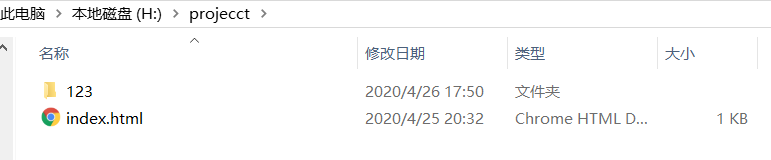 此电脑 > 本地磁盘 (H:) > projecct >
名称 修改日期 类型 大小
123 2020/4/26 17:50 文件夹
index.html 2020/4/25 20:32 Chrome HTML D... 1 KB